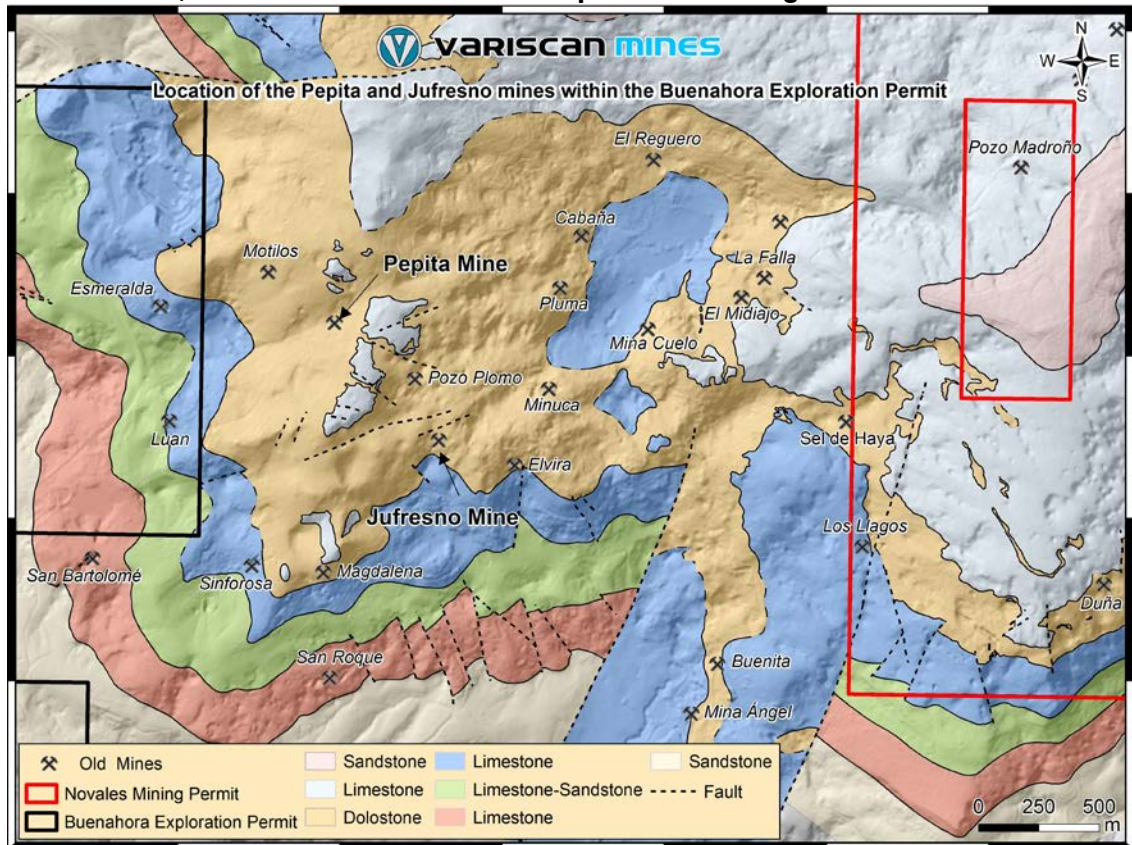 VARISCAN MINES
Location of the Pepita and Jufresno mines within the Buenahora Exploration Permit
N
W E
S
El Reguero
Pozo Madroño
Cabaña
Motilos
Pepita Mine
La Falla
Esmeralda
Pluma
El Midiajo
Mina Cuelo
Pozo Plomo
Minuca
Luan
Sel de Haya
Elvira
Jufresno Mine
Los Llagos
San Bartolomé
Sinforosa
Magdalena
Duña
San Roque
Buenita
Mina Ángel
Old Mines
Novales Mining Permit
Buenahora Exploration Permit
Sandstone
Limestone
Dolostone
Limestone
Limestone-Sandstone
Limestone
Sandstone
Fault
0 250 500
m